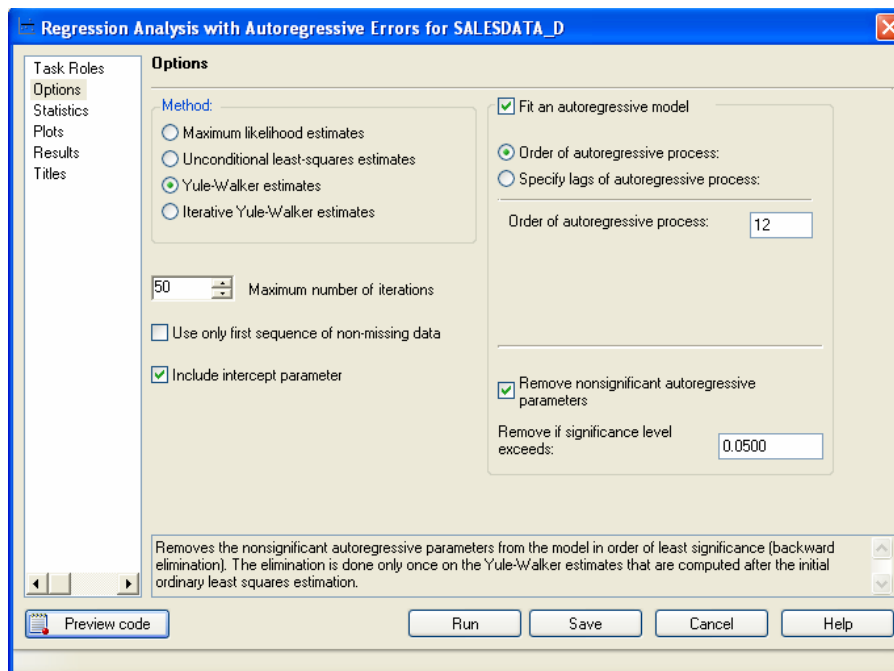 Regression Analysis with Autoregressive Errors for SALESDATA_D
Task Roles
Options
Statistics
Plots
Results
Titles
Options
Method:
Maximum likelihood estimates
Unconditional least-squares estimates
Yule-Walker estimates
Iterative Yule-Walker estimates
50
Maximum number of iterations
Use only first sequence of non-missing data
Include intercept parameter
Fit an autoregressive model
Order of autoregressive process:
Specify lags of autoregressive process:
Order of autoregressive process:
12
Remove nonsignificant autoregressive
parameters
Remove if significance level
exceeds:
0.0500
Removes the nonsignificant autoregressive parameters from the model in order of least significance (backward
elimination). The elimination is done only once on the Yule-Walker estimates that are computed after the initial
ordinary least squares estimation.
Preview code
Run
Save
Cancel
Help